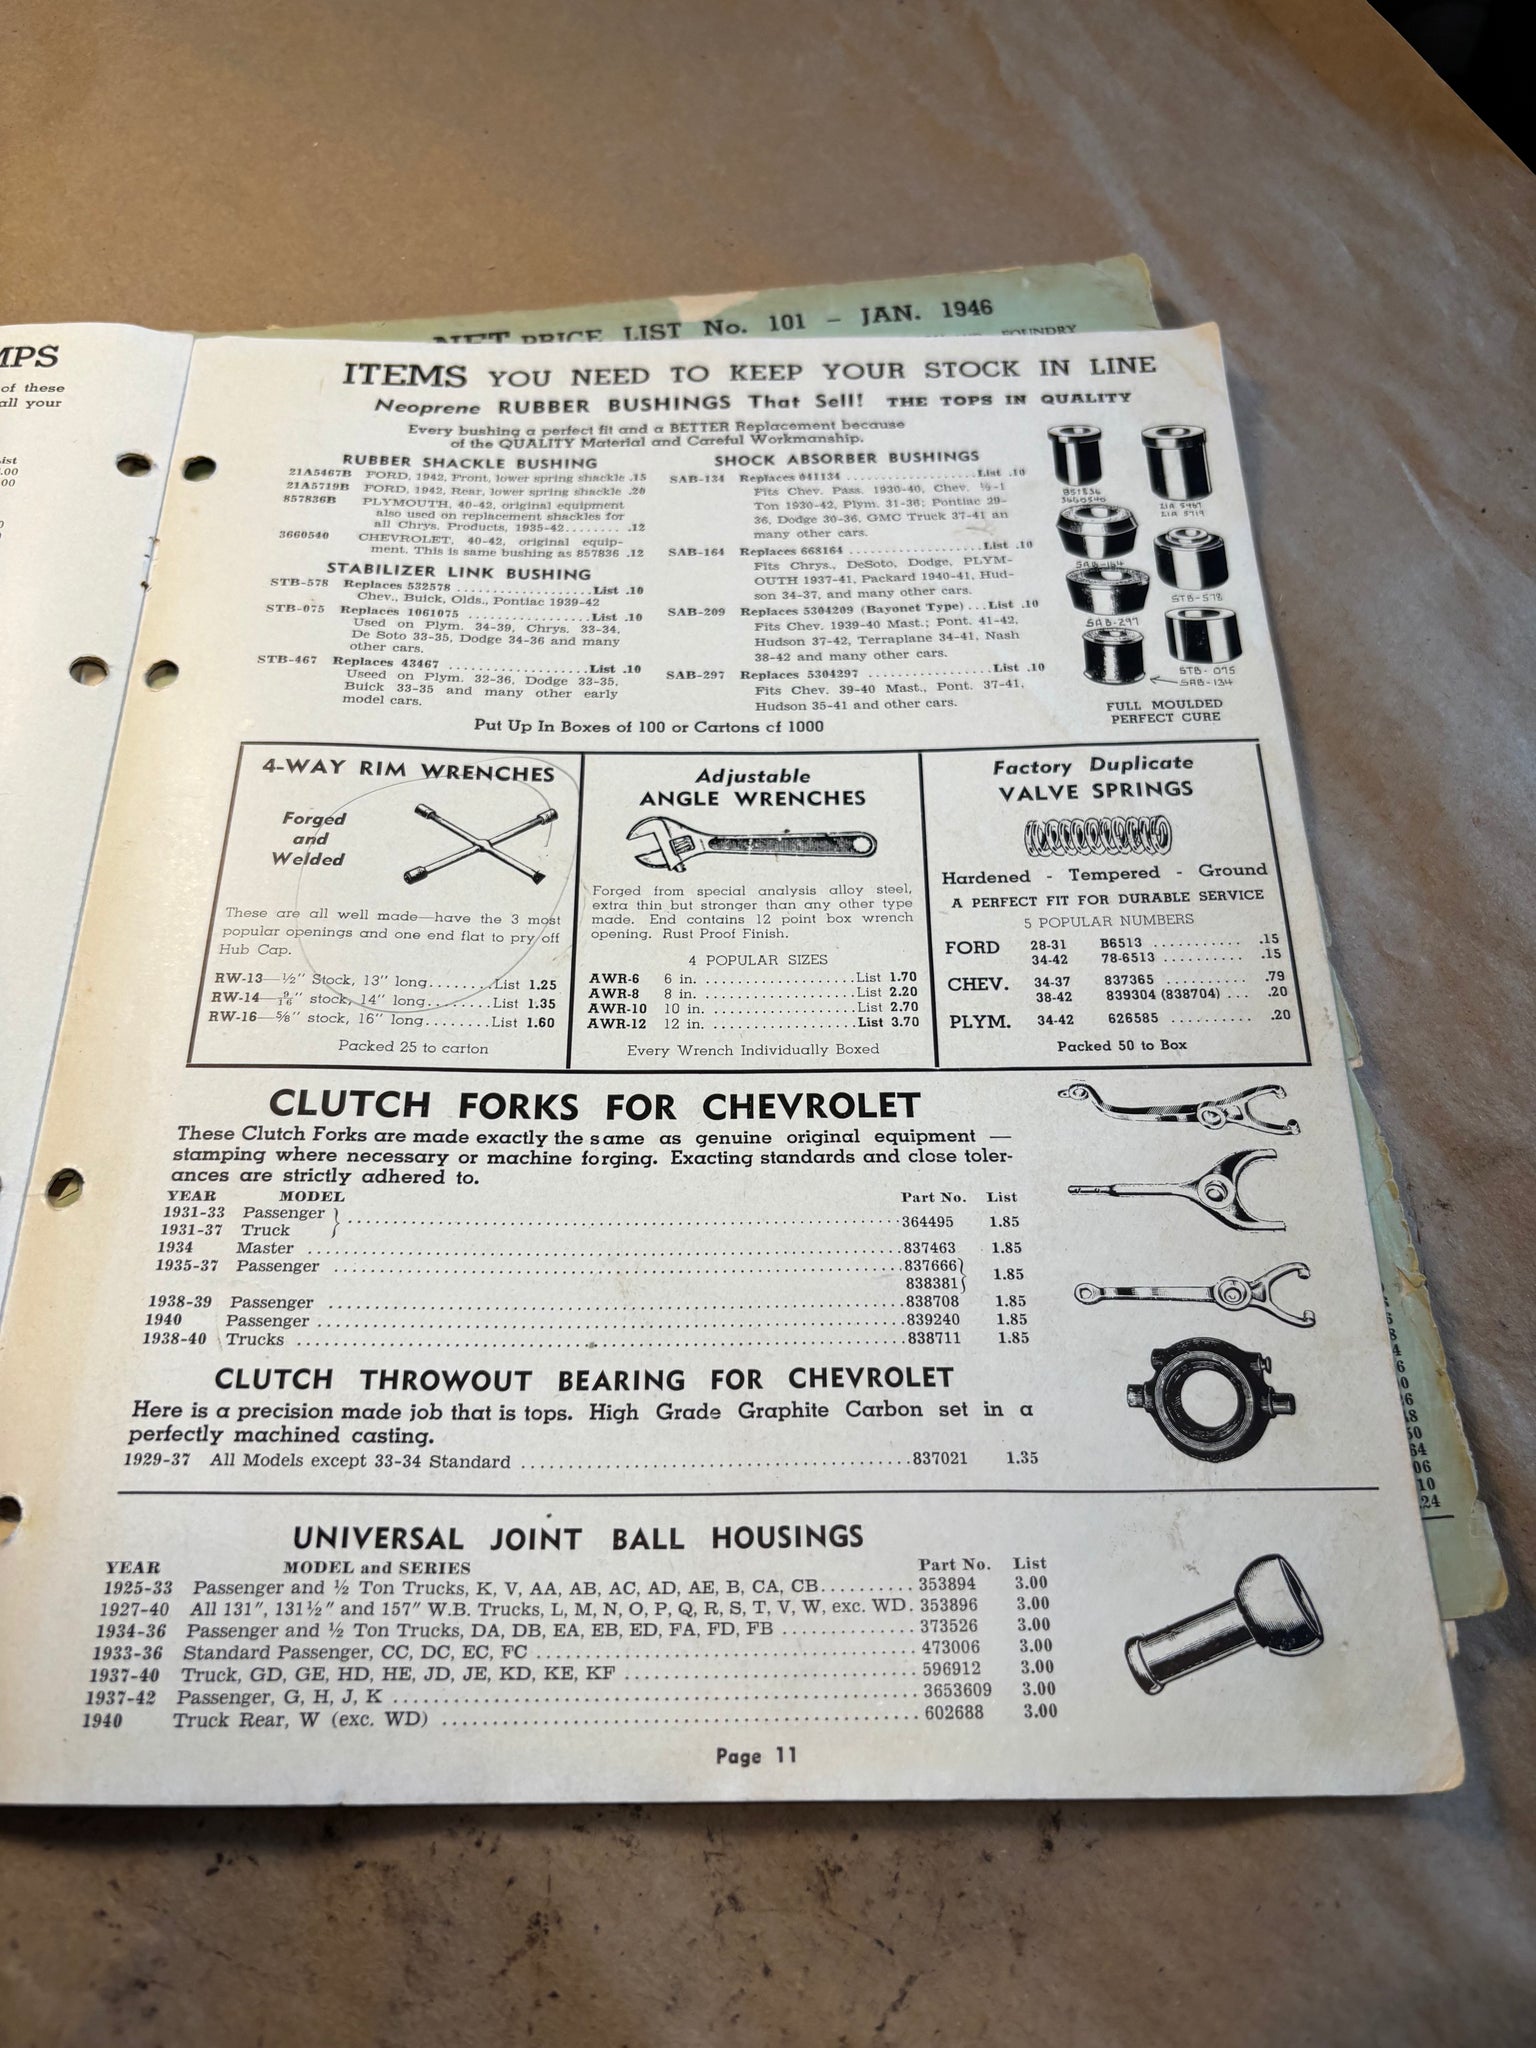 MPS
of these
all your
ist
.00
00
NET PRICE LIST No. 101 - JAN. 1946
FOUNDRY
ITEMS YOU NEED TO KEEP YOUR STOCK IN LINE
Neoprene RUBBER BUSHINGS That Sell! THE TOPS IN QUALITY
Every bushing a perfect fit and a BETTER Replacement because
of the QUALITY Material and Careful Workmanship.
RUBBER SHACKLE BUSHING
21A5467B FORD, 1942, Front, lower spring shackle .15
21A5719B FORD, 1942, Rear, lower spring shackle .20
857836B PLYMOUTH, 40-42, original equipment
also used on replacement shackles for
all Chrys. Products, 1935-42........ .12
3660540 CHEVROLET, 40-42, original equip-
ment. This is same bushing as 857836 .12
STABILIZER LINK BUSHING
STB-578 Replaces 532578 ....................List .10
Chev., Buick, Olds., Pontiac 1939-42
STB-075 Replaces 1061075 ..................List .10
Used on Plym. 34-39, Chrys. 33-34,
De Soto 33-35, Dodge 34-36 and many
other cars.
STB-467 Replaces 43467 ....................List .10
Useed on Plym. 32-36, Dodge 33-35,
Buick 33-35 and many other early
model cars.
SHOCK ABSORBER BUSHINGS
SAB-134 Replaces 041134 ....................List .10
Fits Chev. Pass. 1930-40, Chev. ½-1
Ton 1930-42, Plym. 31-36; Pontiac 29-
36, Dodge 30-36, GMC Truck 37-41 an
many other cars.
SAB-164 Replaces 668164 ....................List .10
Fits Chrys., DeSoto, Dodge, PLYM-
OUTH 1937-41, Packard 1940-41, Hud-
son 34-37, and many other cars.
SAB-209 Replaces 5304209 (Bayonet Type) ...List .10
Fits Chev. 1939-40 Mast.; Pont. 41-42,
Hudson 37-42, Terraplane 34-41, Nash
38-42 and many other cars.
SAB-297 Replaces 5304297 ..................List .10
Fits Chev. 39-40 Mast., Pont. 37-41,
Hudson 35-41 and other cars.
Put Up In Boxes of 100 or Cartons cf 1000
857836
3660540
21A 5467
21A 5719
SAB-164
STB-578
SAB-297
STB-075
SAB-134
FULL MOULDED
PERFECT CURE
4-WAY RIM WRENCHES
Forged
and
Welded
These are all well made—have the 3 most
popular openings and one end flat to pry off
Hub Cap.
RW-13—½" Stock, 13" long........List 1.25
RW-14—9/16" stock, 14" long........List 1.35
RW-16—⅝" stock, 16" long........List 1.60
Packed 25 to carton
Adjustable
ANGLE WRENCHES
Forged from special analysis alloy steel,
extra thin but stronger than any other type
made. End contains 12 point box wrench
opening. Rust Proof Finish.
4 POPULAR SIZES
AWR-6 6 in. ....................List 1.70
AWR-8 8 in. ....................List 2.20
AWR-10 10 in. ....................List 2.70
AWR-12 12 in. ....................List 3.70
Every Wrench Individually Boxed
Factory Duplicate
VALVE SPRINGS
Hardened - Tempered - Ground
A PERFECT FIT FOR DURABLE SERVICE
5 POPULAR NUMBERS
FORD 28-31 B6513 ........... .15
34-42 78-6513 ........... .15
CHEV. 34-37 837365 ........... .79
38-42 839304 (838704) ... .20
PLYM. 34-42 626585 .......... .20
Packed 50 to Box
CLUTCH FORKS FOR CHEVROLET
These Clutch Forks are made exactly the same as genuine original equipment —
stamping where necessary or machine forging. Exacting standards and close toler-
ances are strictly adhered to.
YEAR MODEL Part No. List
1931-33 Passenger
1931-37 Truck } ........................364495 1.85
1934 Master ........................837463 1.85
1935-37 Passenger ........................837666}
838381} 1.85
1938-39 Passenger ........................838708 1.85
1940 Passenger ........................839240 1.85
1938-40 Trucks ........................838711 1.85
CLUTCH THROWOUT BEARING FOR CHEVROLET
Here is a precision made job that is tops. High Grade Graphite Carbon set in a
perfectly machined casting.
1929-37 All Models except 33-34 Standard ........................837021 1.35
UNIVERSAL JOINT BALL HOUSINGS
YEAR MODEL and SERIES Part No. List
1925-33 Passenger and ½ Ton Trucks, K, V, AA, AB, AC, AD, AE, B, CA, CB.......... 353894 3.00
1927-40 All 131", 131½" and 157" W.B. Trucks, L, M, N, O, P, Q, R, S, T, V, W, exc. WD. 353896 3.00
1934-36 Passenger and ½ Ton Trucks, DA, DB, EA, EB, ED, FA, FD, FB .............. 373526 3.00
1933-36 Standard Passenger, CC, DC, EC, FC ........................ 473006 3.00
1937-40 Truck, GD, GE, HD, HE, JD, JE, KD, KE, KF ........................ 596912 3.00
1937-42 Passenger, G, H, J, K ........................ 3653609 3.00
1940 Truck Rear, W (exc. WD) ........................ 602688 3.00
Page 11
64
06
10
.24